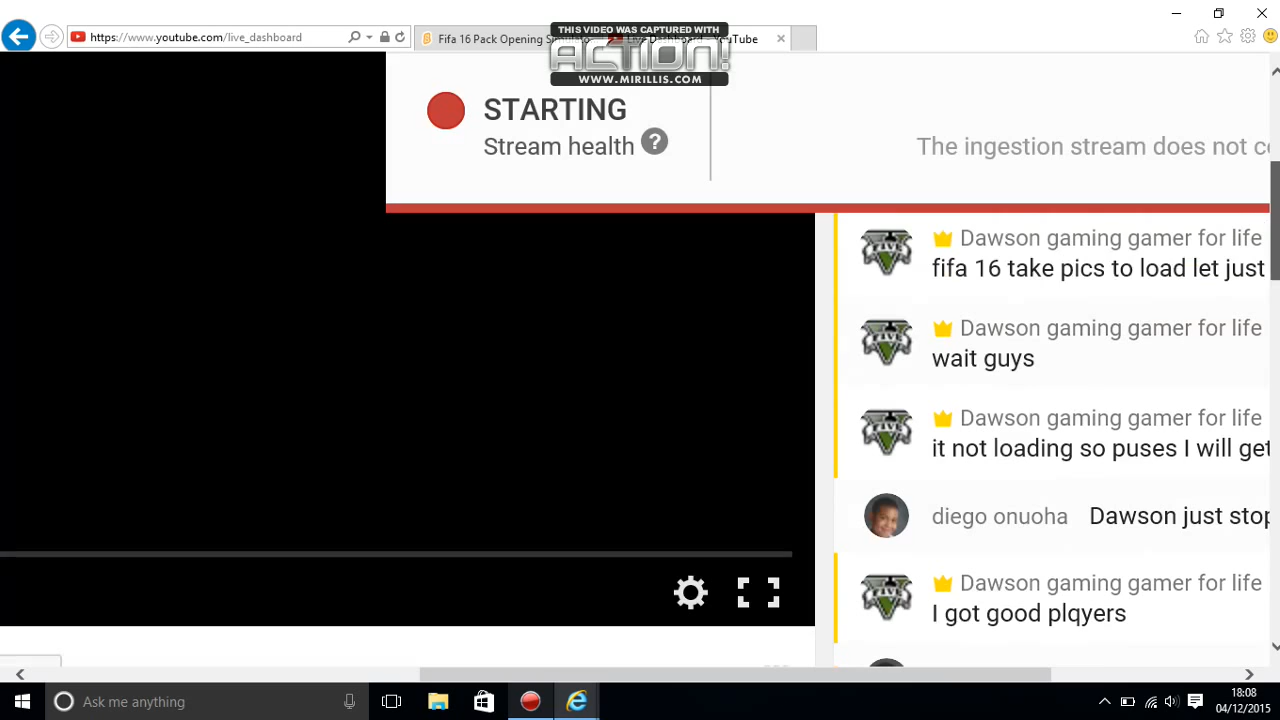 https://www.youtube.com/live_dashboard
Fifa 16 Pack Opening
YouTube
THIS VIDEO WAS CAPTURED WITH
ACTION!
WWW.MIRILLIS.COM
STARTING
Stream health ?
The ingestion stream does not c
Dawson gaming gamer for life
fifa 16 take pics to load let just
Dawson gaming gamer for life
wait guys
Dawson gaming gamer for life
it not loading so puses I will get
diego onuoha Dawson just stop
Dawson gaming gamer for life
I got good plqyers
Ask me anything
18:08
04/12/2015